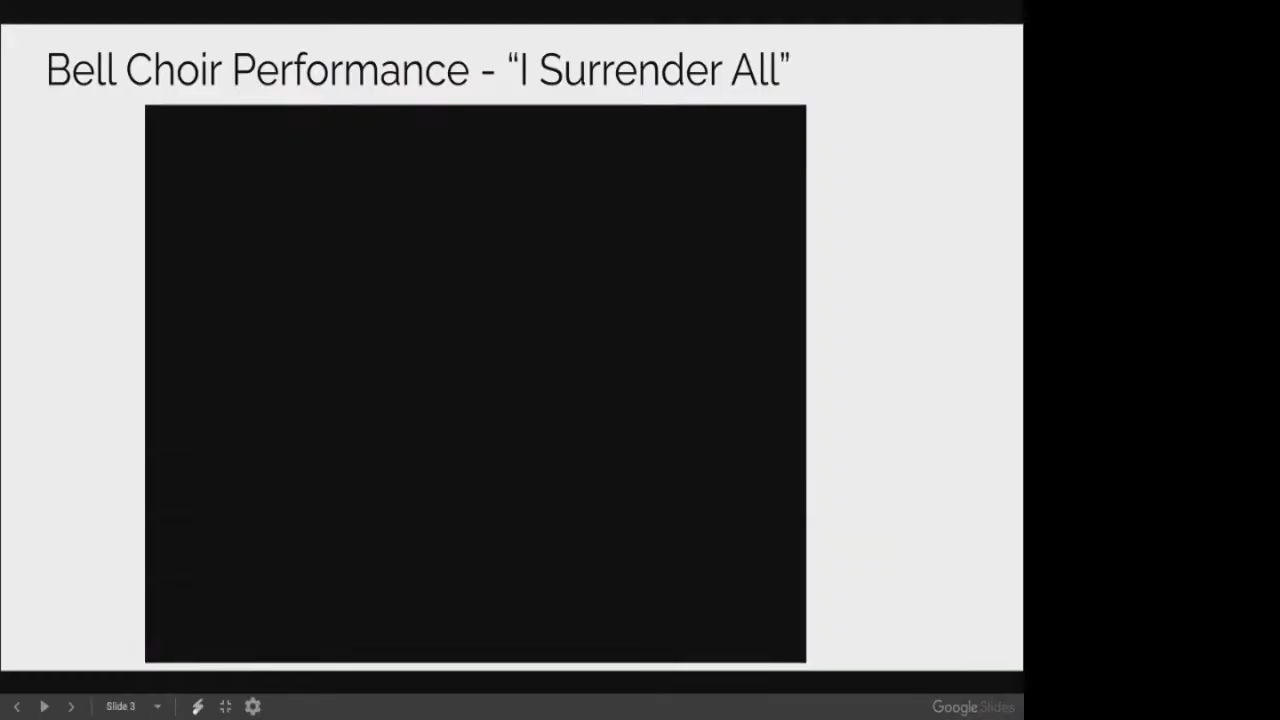 Bell Choir Performance - “I Surrender All”
Slide 3
Google Slides